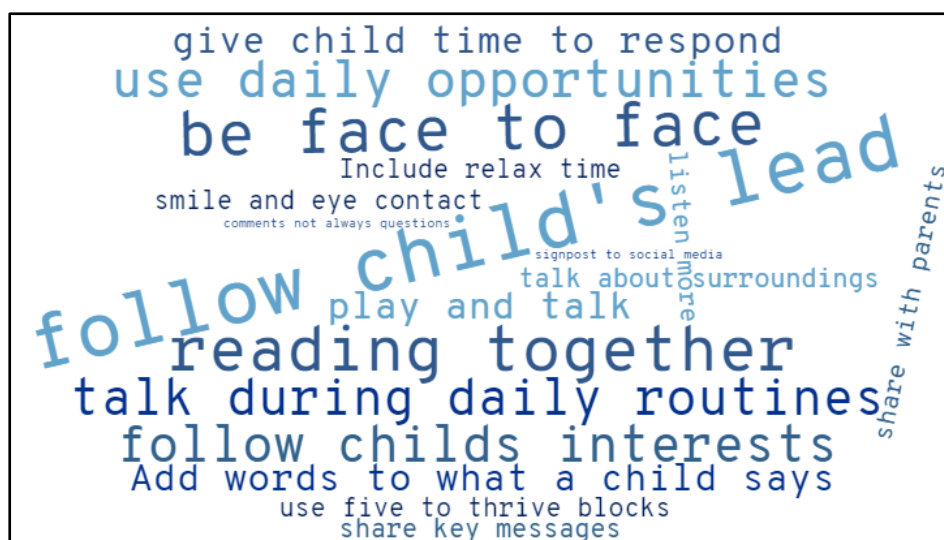 give child time to respond
use daily opportunities
be face to face
Include relax time
smile and eye contact
comments not always questions
follow child's lead
listen more
signpost to social media
talk about surroundings
share with parents
play and talk
reading together
talk during daily routines
follow childs interests
Add words to what a child says
use five to thrive blocks
share key messages